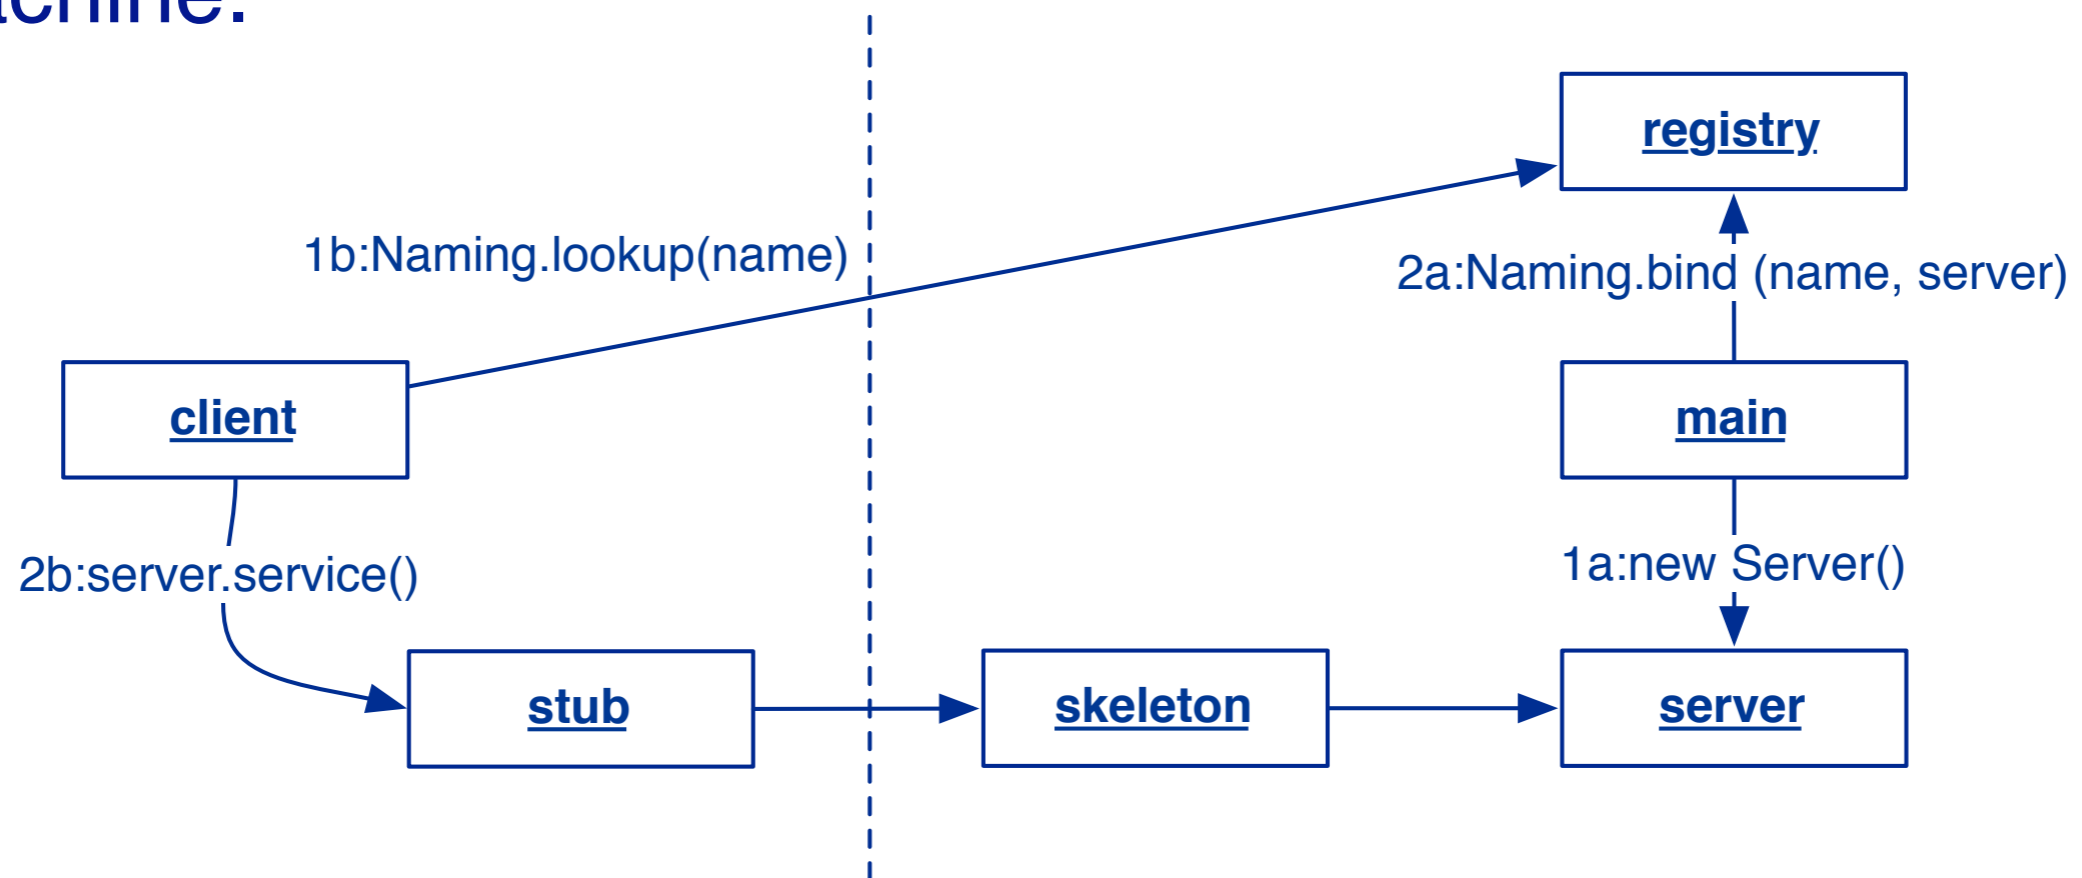 registry
1b:Naming.lookup(name)
2a:Naming.bind (name, server)
client
main
2b:server.service()
1a:new Server()
stub
skeleton
server